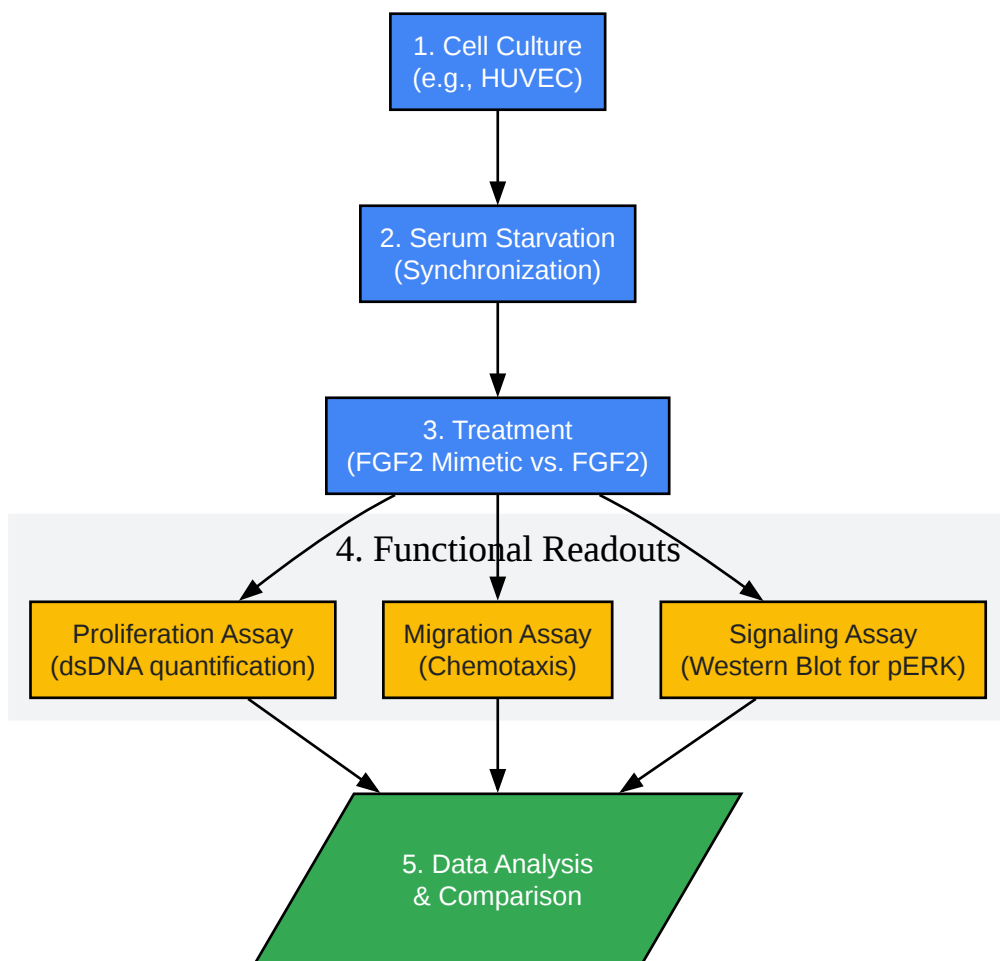 1. Cell Culture
(e.g., HUVEC)
2. Serum Starvation
(Synchronization)
3. Treatment
(FGF2 Mimetic vs. FGF2)
4. Functional Readouts
Proliferation Assay
(dsDNA quantification)
Migration Assay
(Chemotaxis)
Signaling Assay
(Western Blot for pERK)
5. Data Analysis
& Comparison